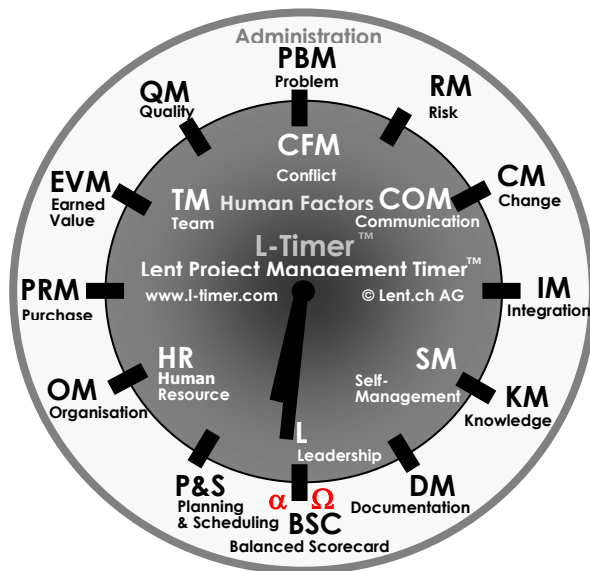 Administration
PBM
Problem
RM
Risk
CM
Change
IM
Integration
KM
Knowledge
DM
Documentation
α Ω
BSC
Balanced Scorecard
P&S
Planning
& Scheduling
OM
Organisation
PRM
Purchase
EVM
Earned
Value
QM
Quality
CFM
Conflict
TM
Team
Human Factors
COM
Communication
L-Timer™
Lent Project Management Timer™
www.l-timer.com
© Lent.ch AG
HR
Human
Resource
SM
Self-
Management
L
Leadership